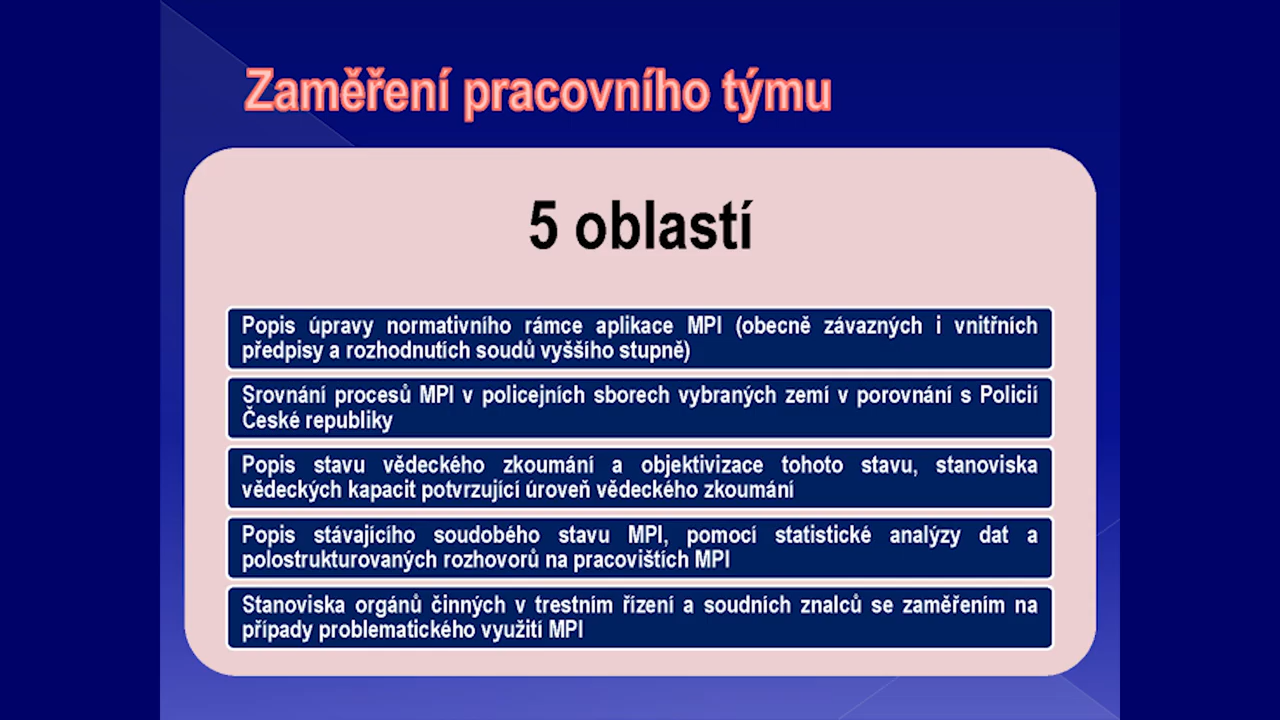 Zaměření pracovního týmu
5 oblastí
Popis úpravy normativního rámce aplikace MPI (obecně závazných i vnitřních
předpisy a rozhodnutích soudů vyššího stupně)
Srovnání procesů MPI v policejních sborech vybraných zemí v porovnání s Policií
České republiky
Popis stavu vědeckého zkoumání a objektivizace tohoto stavu, stanoviska
vědeckých kapacit potvrzující úroveň vědeckého zkoumání
Popis stávajícího soudobého stavu MPI, pomocí statistické analýzy dat a
polostrukturovaných rozhovorů na pracovištích MPI
Stanoviska orgánů činných v trestním řízení a soudních znalců se zaměřením na
případy problematického využití MPI